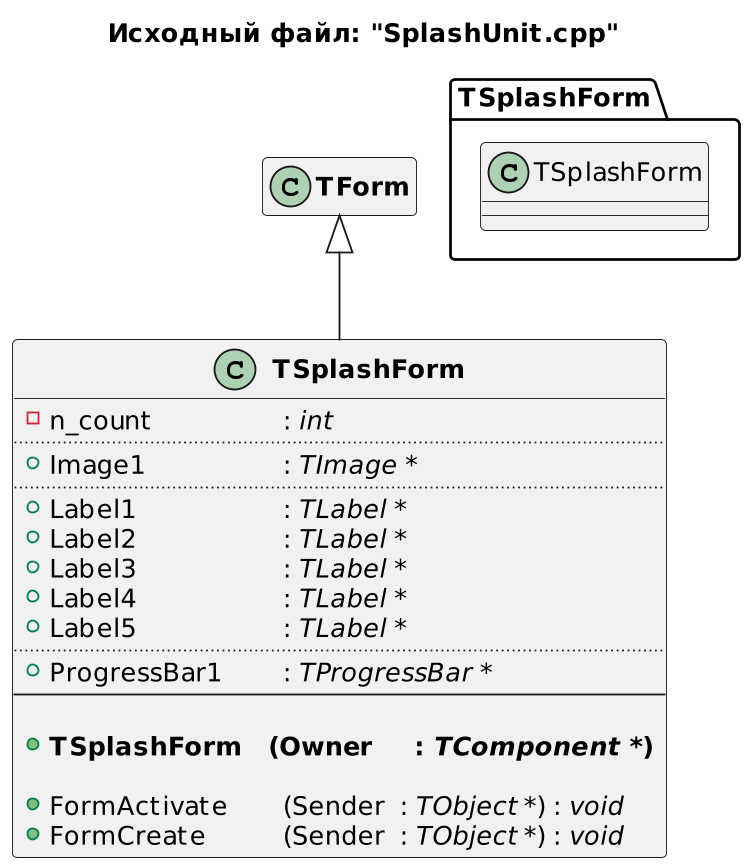 Исходный файл: "SplashUnit.cpp"
TSplashForm
C TSplashForm
C TForm
C TSplashForm
n_count : int
Image1 : TImage *
Label1 : TLabel *
Label2 : TLabel *
Label3 : TLabel *
Label4 : TLabel *
Label5 : TLabel *
ProgressBar1 : TProgressBar *
TSplashForm (Owner : TComponent *)
FormActivate (Sender : TObject *) : void
FormCreate (Sender : TObject *) : void